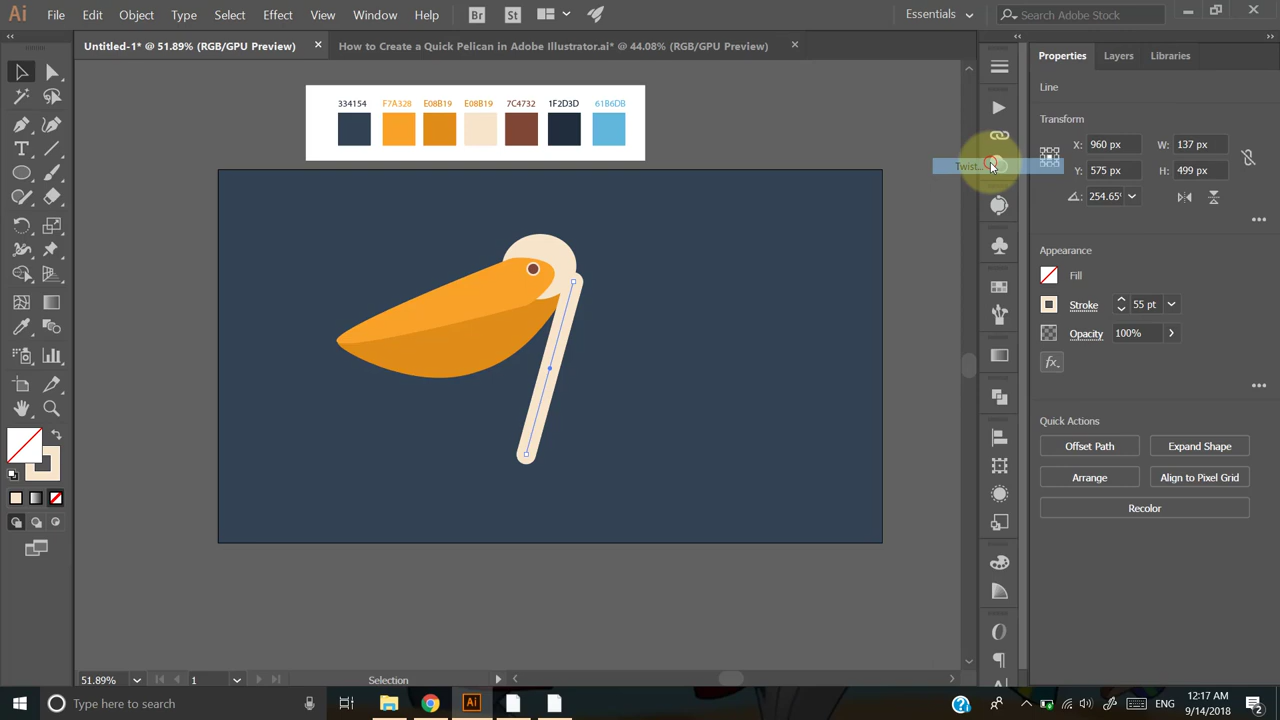 Ai File Edit Object Type Select Effect View Window Help Br St Essentials Search Adobe Stock
Untitled-1* @ 51.89% (RGB/GPU Preview) How to Create a Quick Pelican in Adobe Illustrator.ai* @ 44.08% (RGB/GPU Preview)
334154 F7A328 E08B19 E08B19 7C4732 1F2D3D 61B6DB
Twist...
Properties Layers Libraries
Line
Transform
X: 960 px W: 137 px
Y: 575 px H: 499 px
254.65°
Appearance
Fill
Stroke 55 pt
Opacity 100%
fx
Quick Actions
Offset Path Expand Shape
Arrange Align to Pixel Grid
Recolor
51.89% 1 Selection
Type here to search
Ai
ENG
12:17 AM
9/14/2018
2